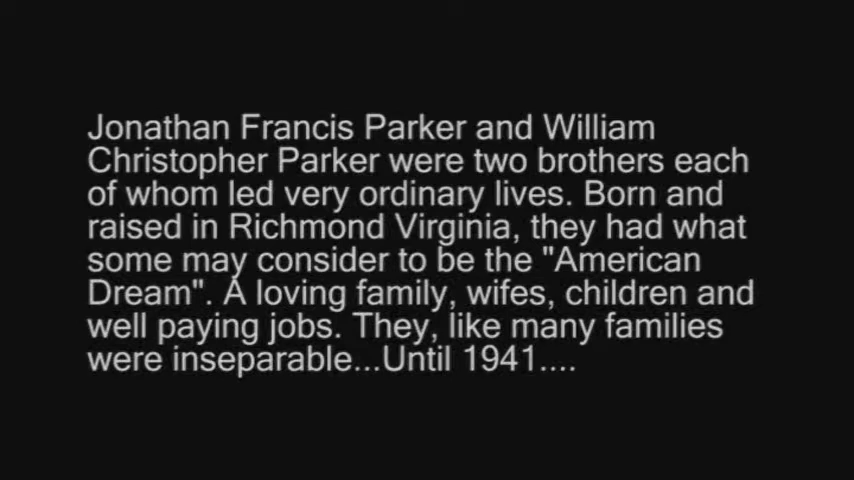 Jonathan Francis Parker and William
Christopher Parker were two brothers each
of whom led very ordinary lives. Born and
raised in Richmond Virginia, they had what
some may consider to be the "American
Dream". A loving family, wifes, children and
well paying jobs. They, like many families
were inseparable...Until 1941....